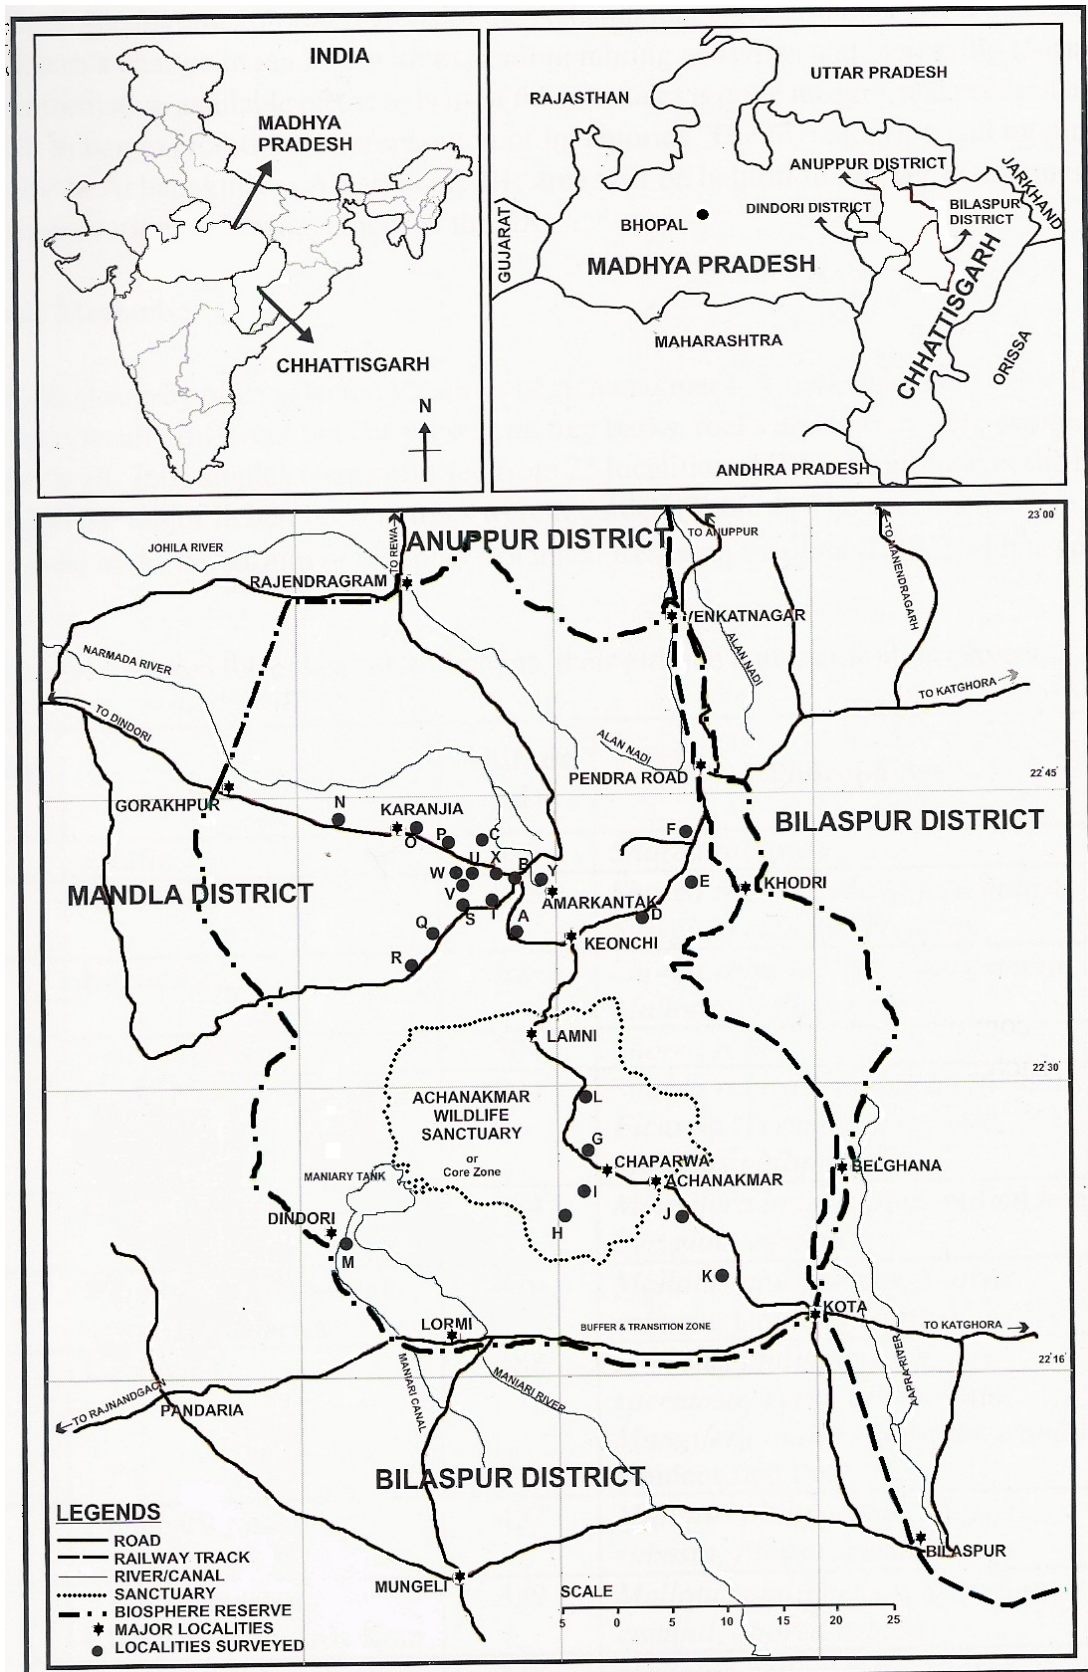 INDIA
MADHYA
PRADESH
CHHATTISGARH
N
RAJASTHAN
UTTAR PRADESH
ANUPPUR DISTRICT
JARKHAND
DINDORI DISTRICT
BILASPUR
DISTRICT
BHOPAL
GUJARAT
MADHYA PRADESH
CHHATTISGARH
MAHARASHTRA
ORISSA
ANDHRA PRADESH
23°00'
JOHILA RIVER
TO REWA
ANUPPUR DISTRICT
TO ANUPPUR
TO MANENDRAGARH
RAJENDRAGRAM
VENKATNAGAR
ALAN NADI
NARMADA RIVER
TO KATGHORA
TO DINDORI
ALAN NADI
PENDRA ROAD
22°45'
GORAKHPUR
N
KARANJIA
O
P
C
F
BILASPUR DISTRICT
W
U
X
B
Y
MANDLA DISTRICT
V
S
T
A
AMARKANTAK
D
E
KHODRI
Q
R
KEONCHI
LAMNI
22°30'
ACHANAKMAR
WILDLIFE
SANCTUARY
or
Core Zone
L
G
CHAPARWA
ACHANAKMAR
BELGHANA
MANIARY TANK
I
H
J
DINDORI
M
K
KOTA
LORMI
BUFFER & TRANSITION ZONE
TO KATGHORA
22°16'
AAPRA RIVER
MANIARI CANAL
MANIARI RIVER
TO RAJNANDGAON
PANDARIA
BILASPUR DISTRICT
BILASPUR
MUNGELI
LEGENDS
ROAD
RAILWAY TRACK
RIVER/CANAL
SANCTUARY
BIOSPHERE RESERVE
MAJOR LOCALITIES
LOCALITIES SURVEYED
SCALE
5 0 5 10 15 20 25